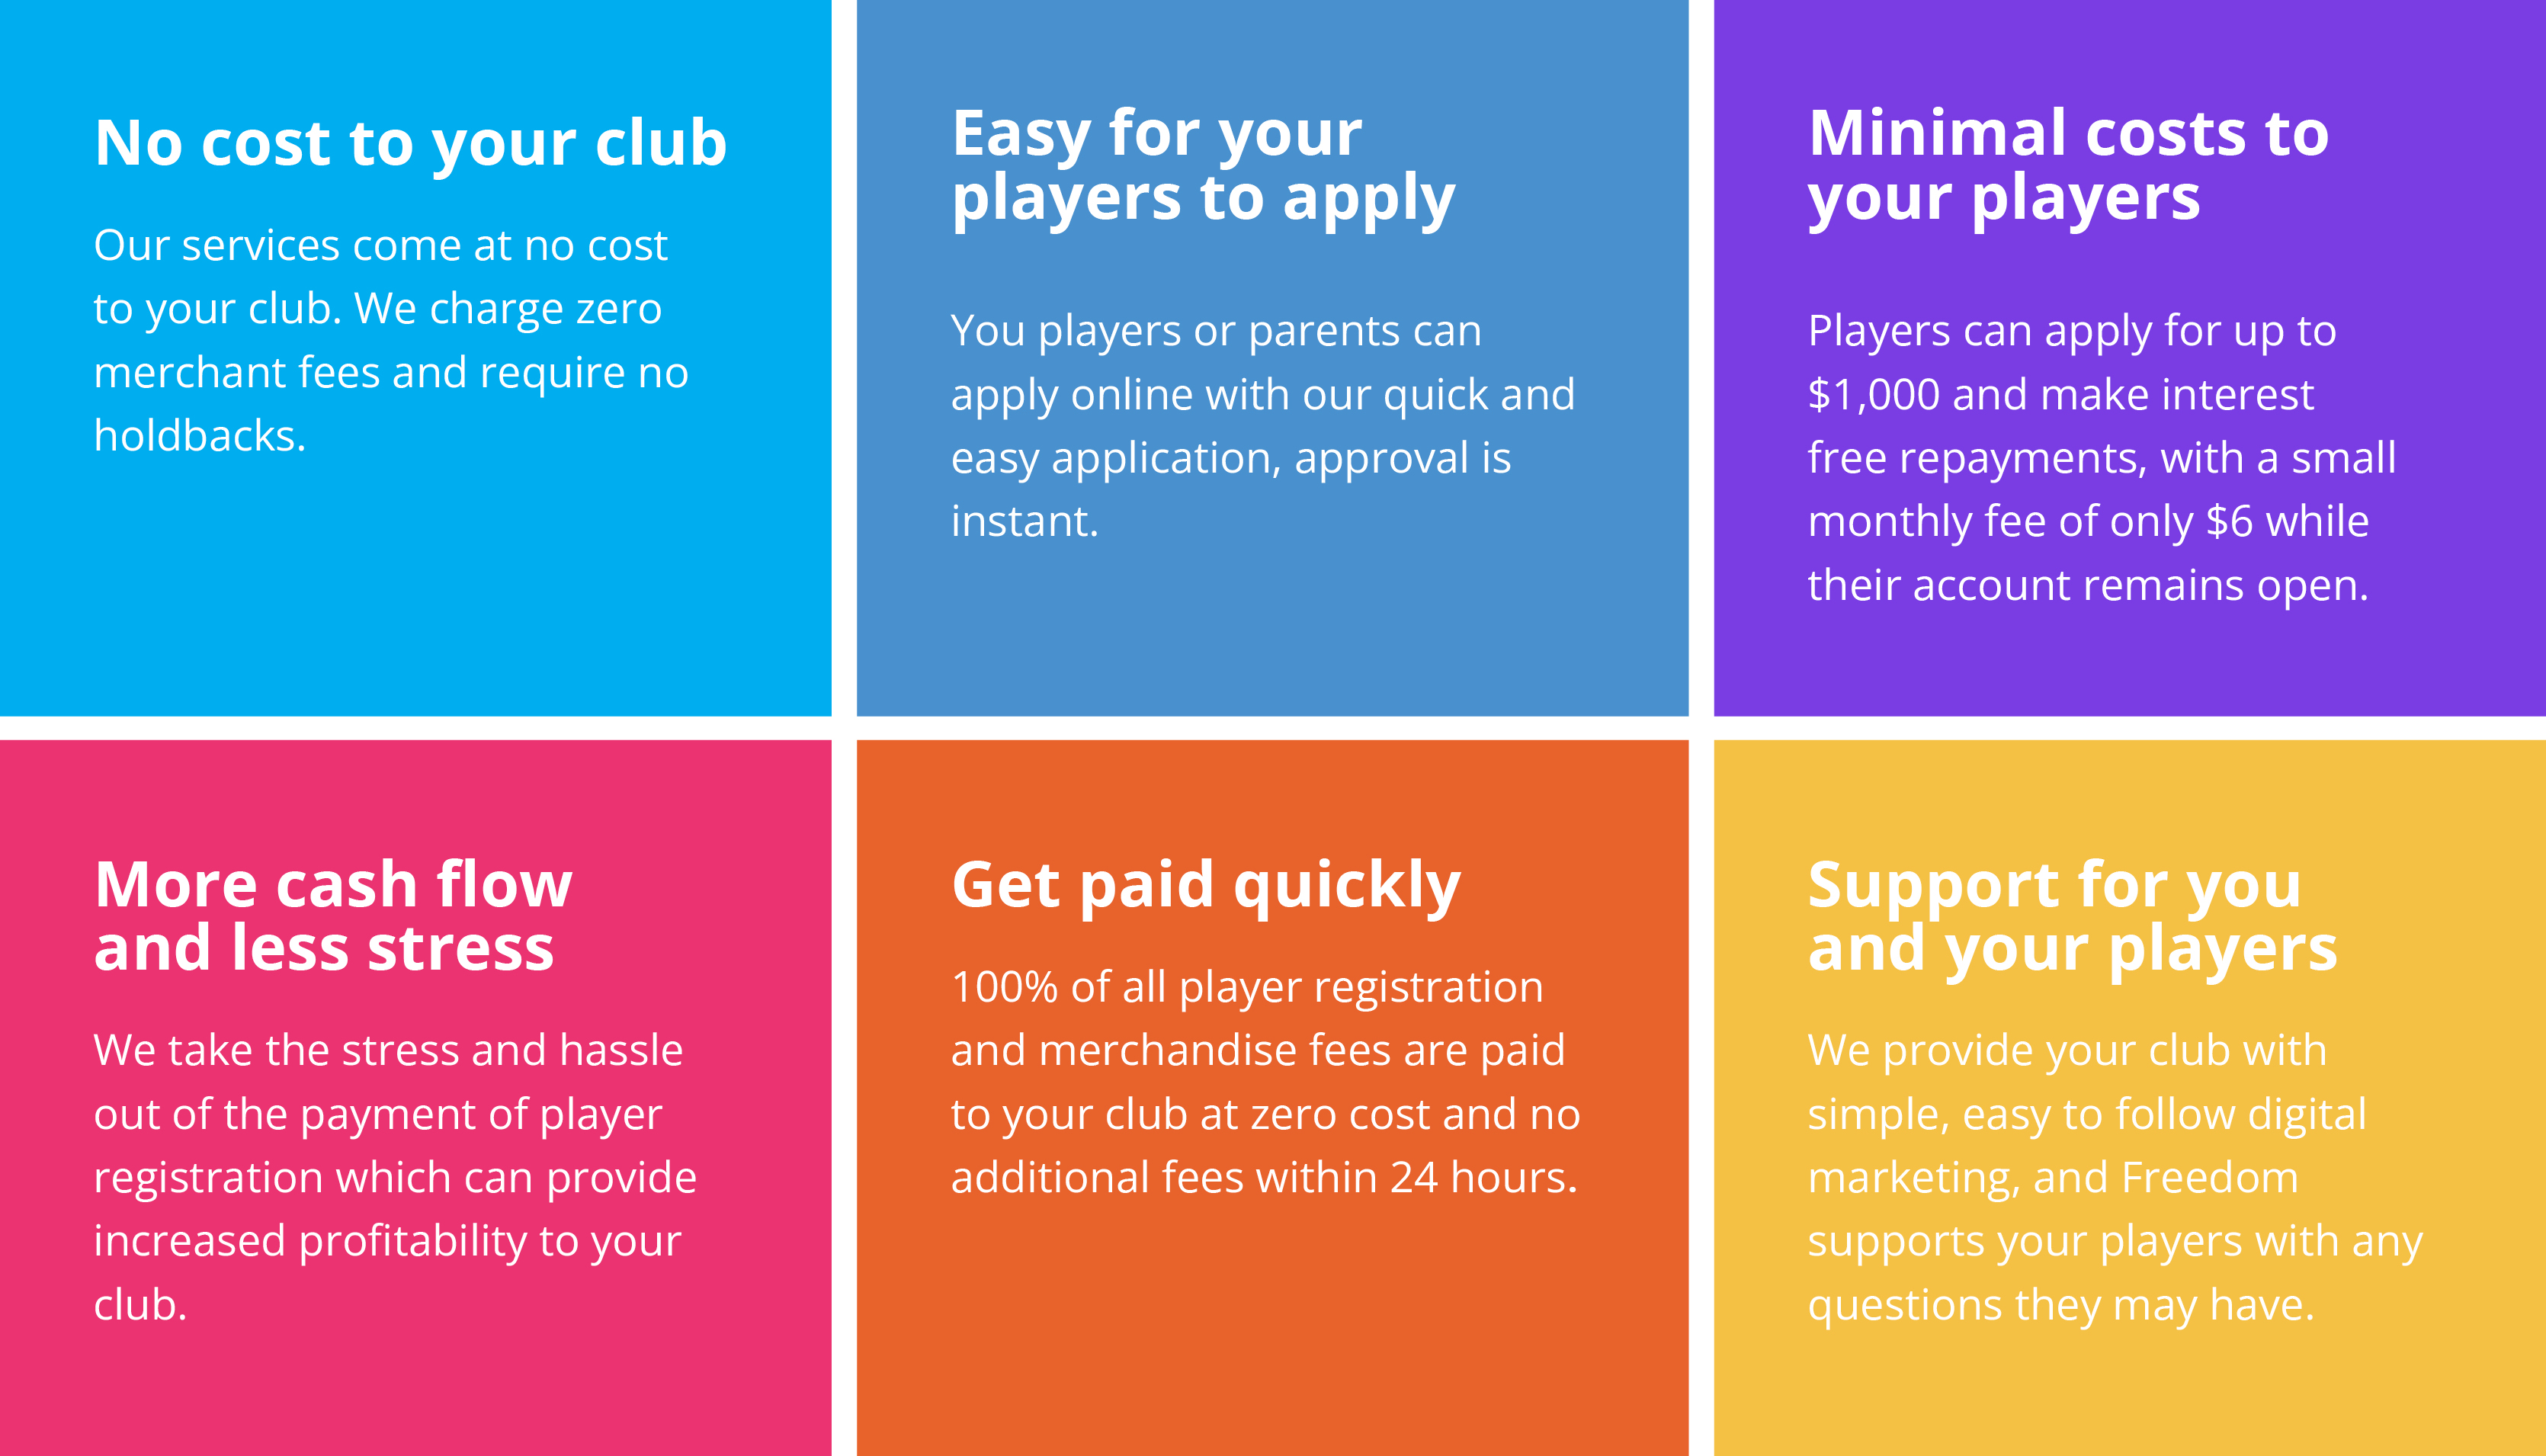 No cost to your club
Our services come at no cost
to your club. We charge zero
merchant fees and require no
holdbacks.
Easy for your
players to apply
You players or parents can
apply online with our quick and
easy application, approval is
instant.
Minimal costs to
your players
Players can apply for up to
$1,000 and make interest
free repayments, with a small
monthly fee of only $6 while
their account remains open.
More cash flow
and less stress
We take the stress and hassle
out of the payment of player
registration which can provide
increased profitability to your
club.
Get paid quickly
100% of all player registration
and merchandise fees are paid
to your club at zero cost and no
additional fees within 24 hours.
Support for you
and your players
We provide your club with
simple, easy to follow digital
marketing, and Freedom
supports your players with any
questions they may have.